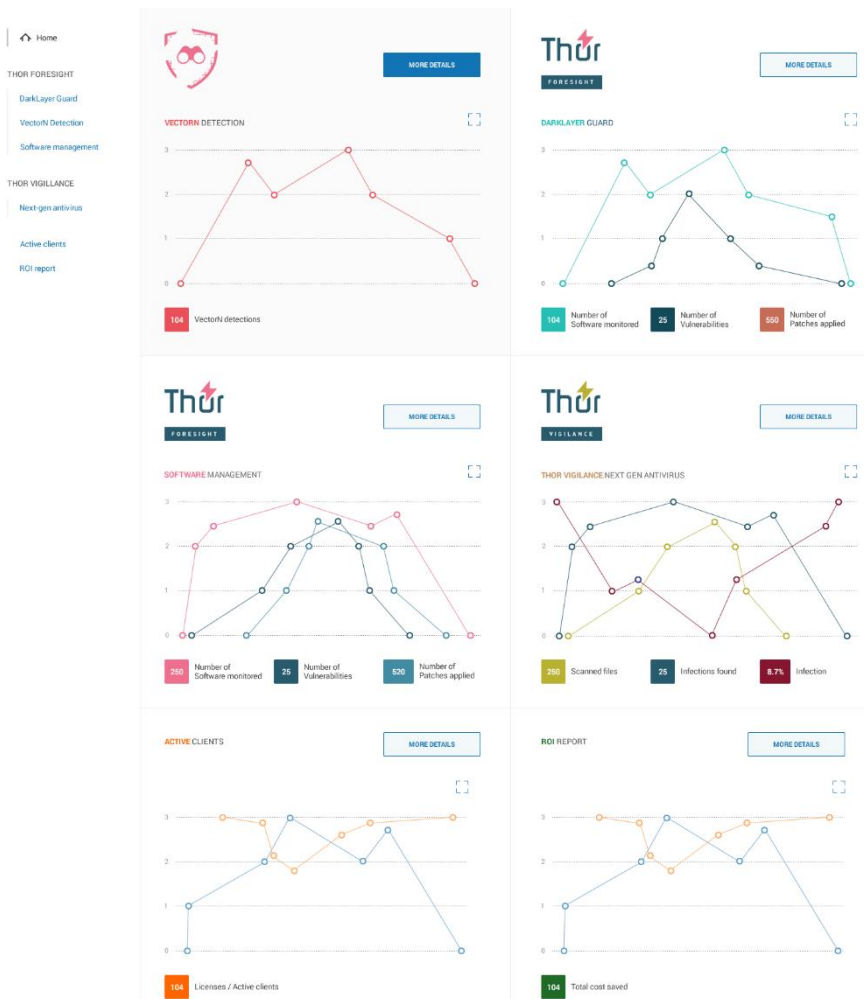 Home
THOR FORESIGHT
DarkLayer Guard
VectorN Detection
Software management
THOR VIGILLANCE
Next-gen antivirus
Active clients
ROI report
MORE DETAILS
VECTORN DETECTION
3
2
1
0
104 VectorN detections
Thor
FORESIGHT
MORE DETAILS
DARKLAYER GUARD
3
2
1
0
104 Number of
Software monitored
25 Number of
Vulnerabilities
550 Number of
Patches applied
Thor
FORESIGHT
MORE DETAILS
SOFTWARE MANAGEMENT
3
2
1
0
250 Number of
Software monitored
25 Number of
Vulnerabilities
520 Number of
Patches applied
Thor
VIGILANCE
MORE DETAILS
THOR VIGILANCE NEXT GEN ANTIVIRUS
3
2
1
0
250 Scanned files
25 Infections found
8.7% Infection
ACTIVE CLIENTS
MORE DETAILS
3
2
1
0
104 Licenses / Active clients
ROI REPORT
MORE DETAILS
3
2
1
0
104 Total cost saved